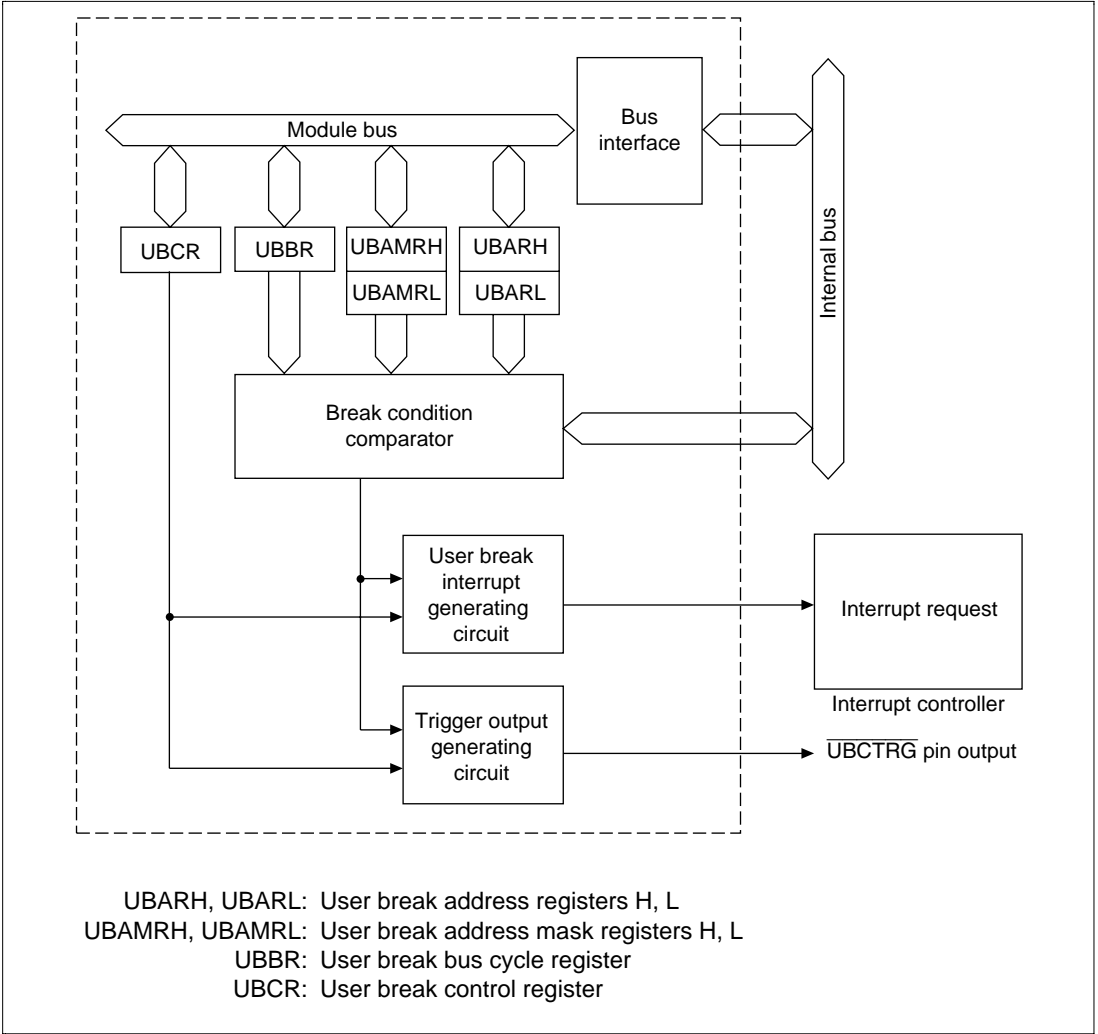 Bus
interface
Module bus
Internal bus
UBCR
UBBR
UBAMRH
UBAMRL
UBARH
UBARL
Break condition
comparator
User break
interrupt
generating
circuit
Interrupt request
Interrupt controller
Trigger output
generating
circuit
UBCTRG pin output
UBARH, UBARL: User break address registers H, L
UBAMRH, UBAMRL: User break address mask registers H, L
UBBR: User break bus cycle register
UBCR: User break control register